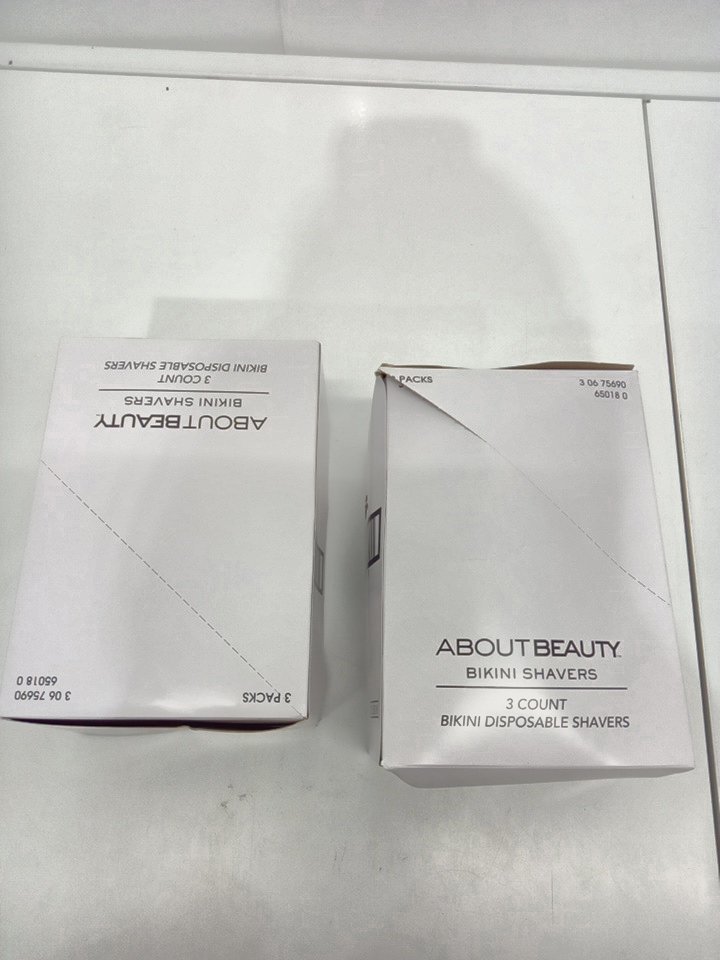 BIKINI DISPOSABLE SHAVERS
3 COUNT
BIKINI SHAVERS
ABOUTBEAUTY
65018 0
3 06 75690
3 PACKS
PACKS
3 06 75690
65018 0
ABOUTBEAUTY™
BIKINI SHAVERS
3 COUNT
BIKINI DISPOSABLE SHAVERS